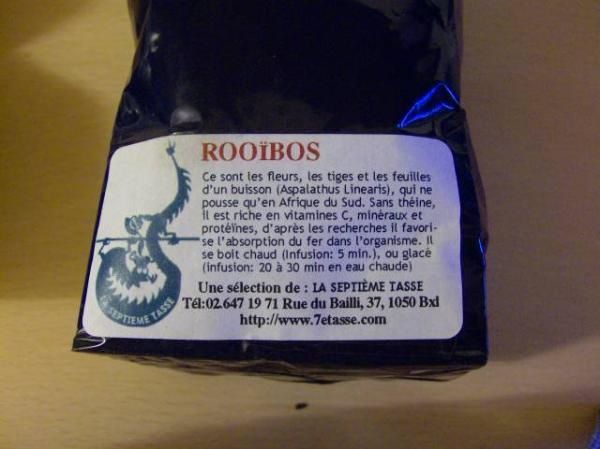 ROOÏBOS
Ce sont les fleurs, les tiges et les feuilles
d'un buisson (Aspalathus Linearis), qui ne
pousse qu'en Afrique du Sud. Sans théine,
il est riche en vitamines C, minéraux et
protéïnes, d'après les recherches il favori-
se l'absorption du fer dans l'organisme. Il
se boit chaud (Infusion: 5 min.), ou glacé
(infusion: 20 à 30 min en eau chaude)
Une sélection de : LA SEPTIÈME TASSE
Tél:02.647 19 71 Rue du Bailli, 37, 1050 Bxl
http://www.7etasse.com
LA SEPTIEME TASSE